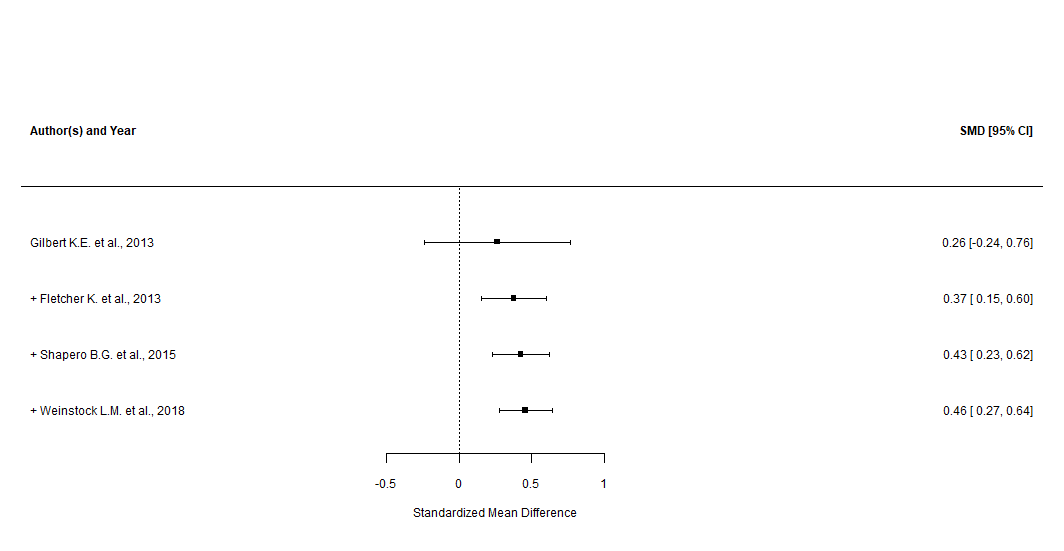 Author(s) and Year SMD [95% CI]
Gilbert K.E. et al., 2013 0.26 [-0.24, 0.76]
+ Fletcher K. et al., 2013 0.37 [ 0.15, 0.60]
+ Shapero B.G. et al., 2015 0.43 [ 0.23, 0.62]
+ Weinstock L.M. et al., 2018 0.46 [ 0.27, 0.64]
-0.5 0 0.5 1
Standardized Mean Difference